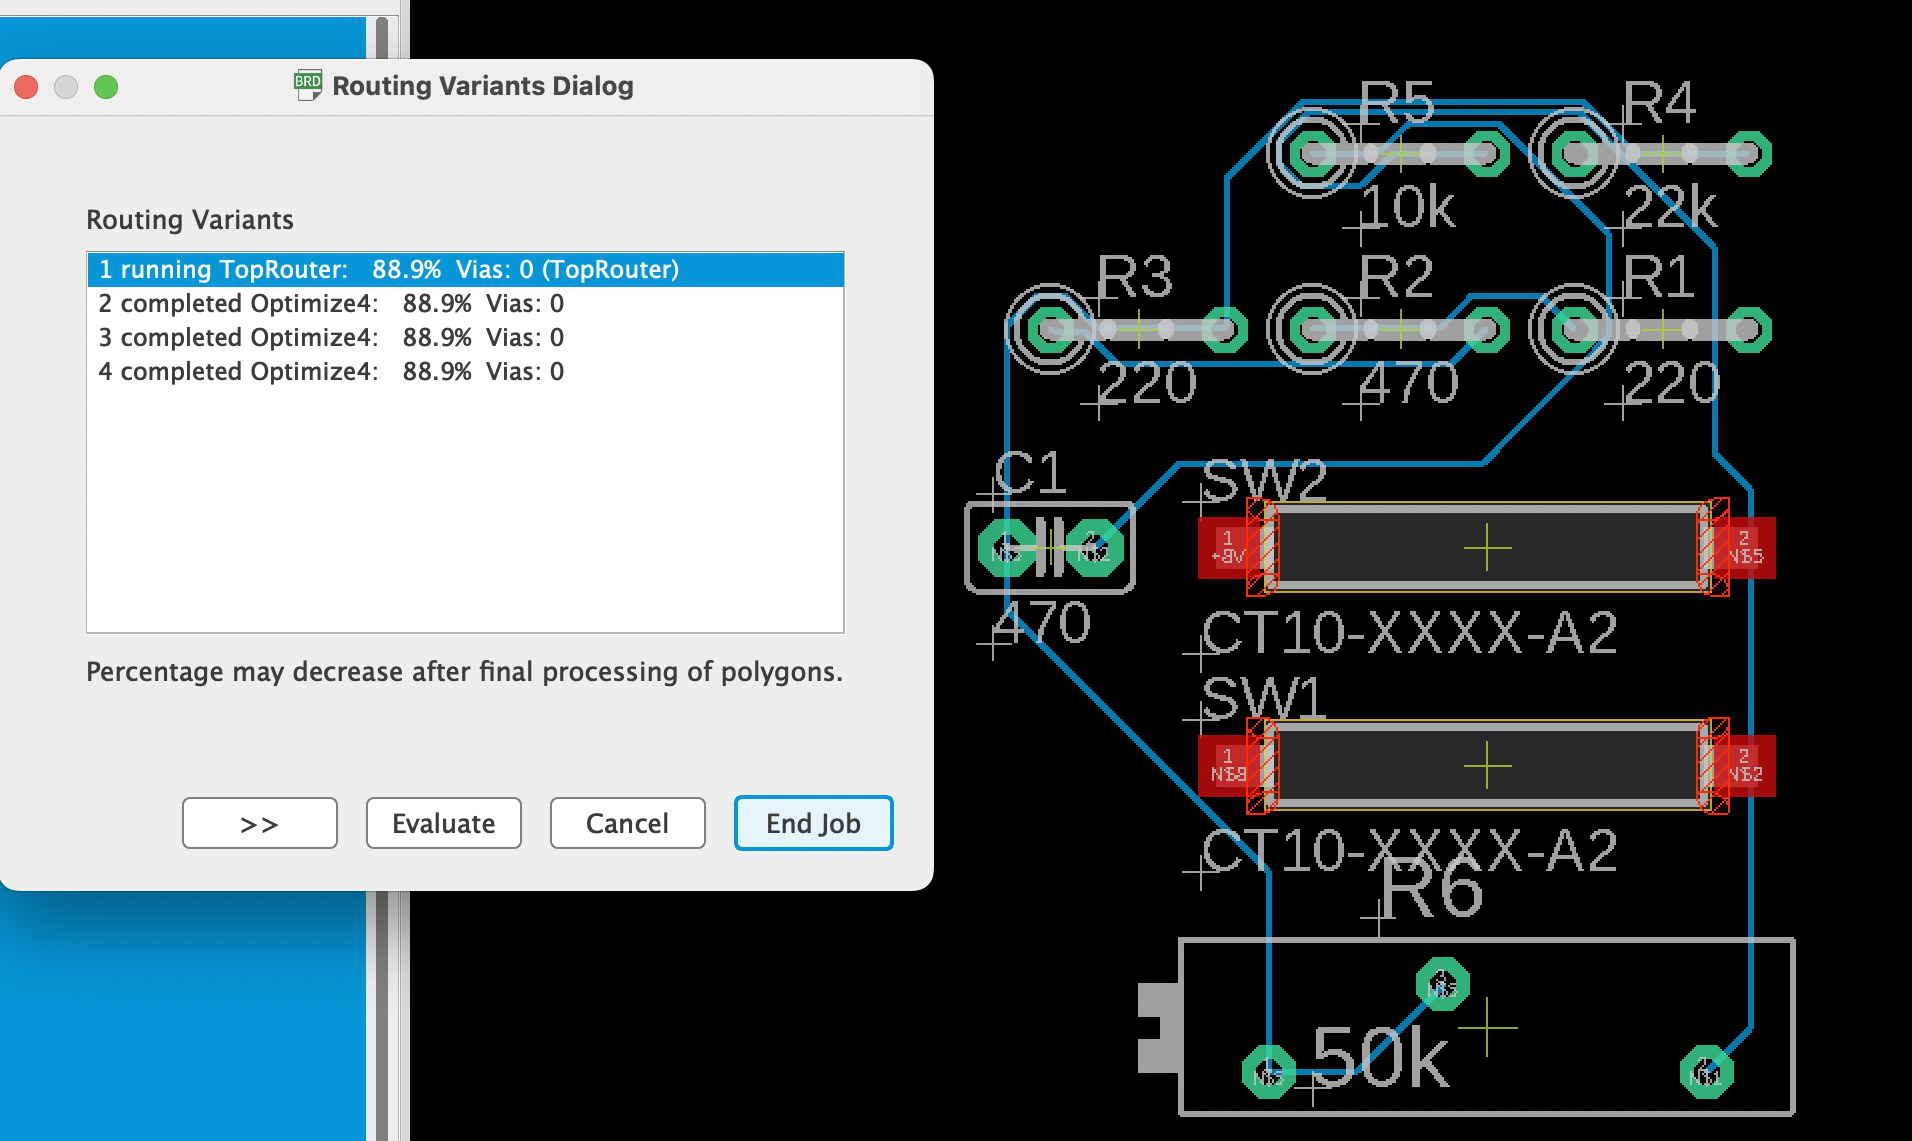 BRD Routing Variants Dialog
Routing Variants
1 running TopRouter: 88.9% Vias: 0 (TopRouter)
2 completed Optimize4: 88.9% Vias: 0
3 completed Optimize4: 88.9% Vias: 0
4 completed Optimize4: 88.9% Vias: 0
Percentage may decrease after final processing of polygons.
>> Evaluate Cancel End Job
R5 R4
10k 22k
R3 R2 R1
220 470 220
C1
470
SW2
1 2
+9V
CT10-XXXX-A2
SW1
1 2
CT10-XXXX-A2
R6
50k